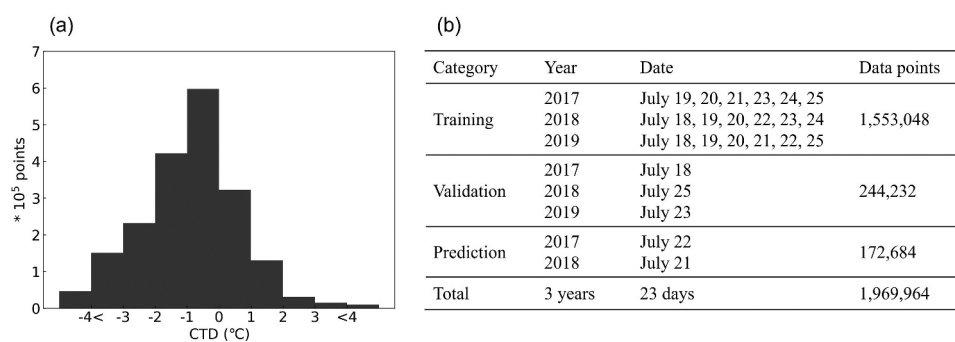 (a)
7
6
5
4
3
2
1
0
* 10⁵ points
-4< -3 -2 -1 0 1 2 3 <4
CTD (°C)
(b)
Category Year Date Data points
Training
2017 July 19, 20, 21, 23, 24, 25
2018 July 18, 19, 20, 22, 23, 24
2019 July 18, 19, 20, 21, 22, 25
1,553,048
Validation
2017 July 18
2018 July 25
2019 July 23
244,232
Prediction
2017 July 22
2018 July 21
172,684
Total 3 years 23 days 1,969,964